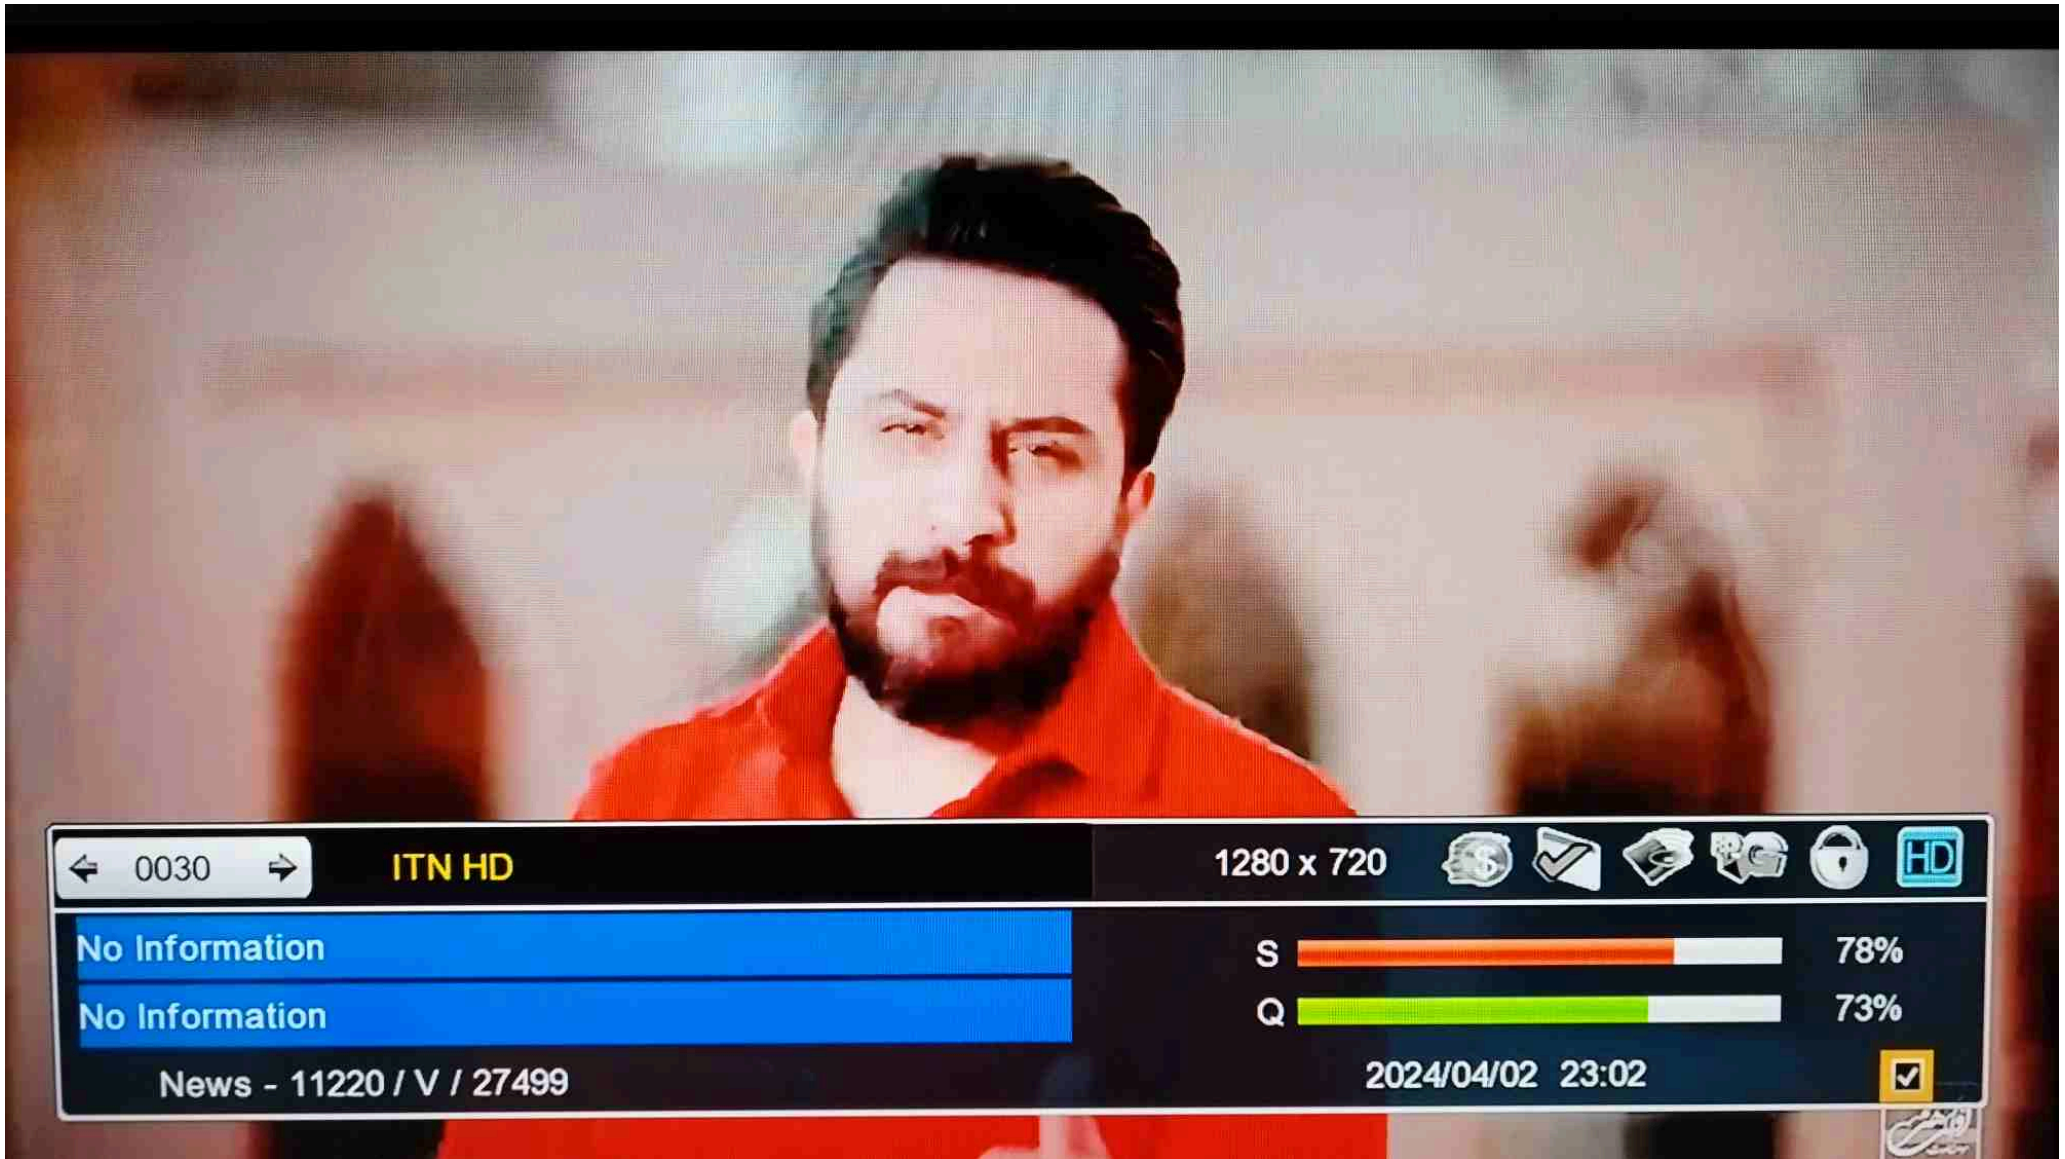 0030 ITN HD 1280 x 720 HD
No Information S 78%
No Information Q 73%
News - 11220 / V / 27499 2024/04/02 23:02